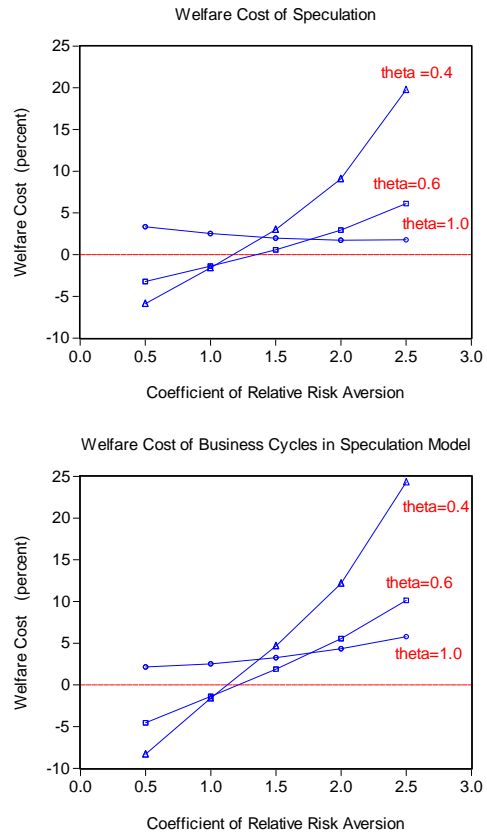 Welfare Cost of Speculation
25
20
15
10
5
0
-5
-10
Welfare Cost (percent)
theta =0.4
theta=0.6
theta=1.0
0.0 0.5 1.0 1.5 2.0 2.5 3.0
Coefficient of Relative Risk Aversion
Welfare Cost of Business Cycles in Speculation Model
25
20
15
10
5
0
-5
-10
Welfare Cost (percent)
theta=0.4
theta=0.6
theta=1.0
0.0 0.5 1.0 1.5 2.0 2.5 3.0
Coefficient of Relative Risk Aversion